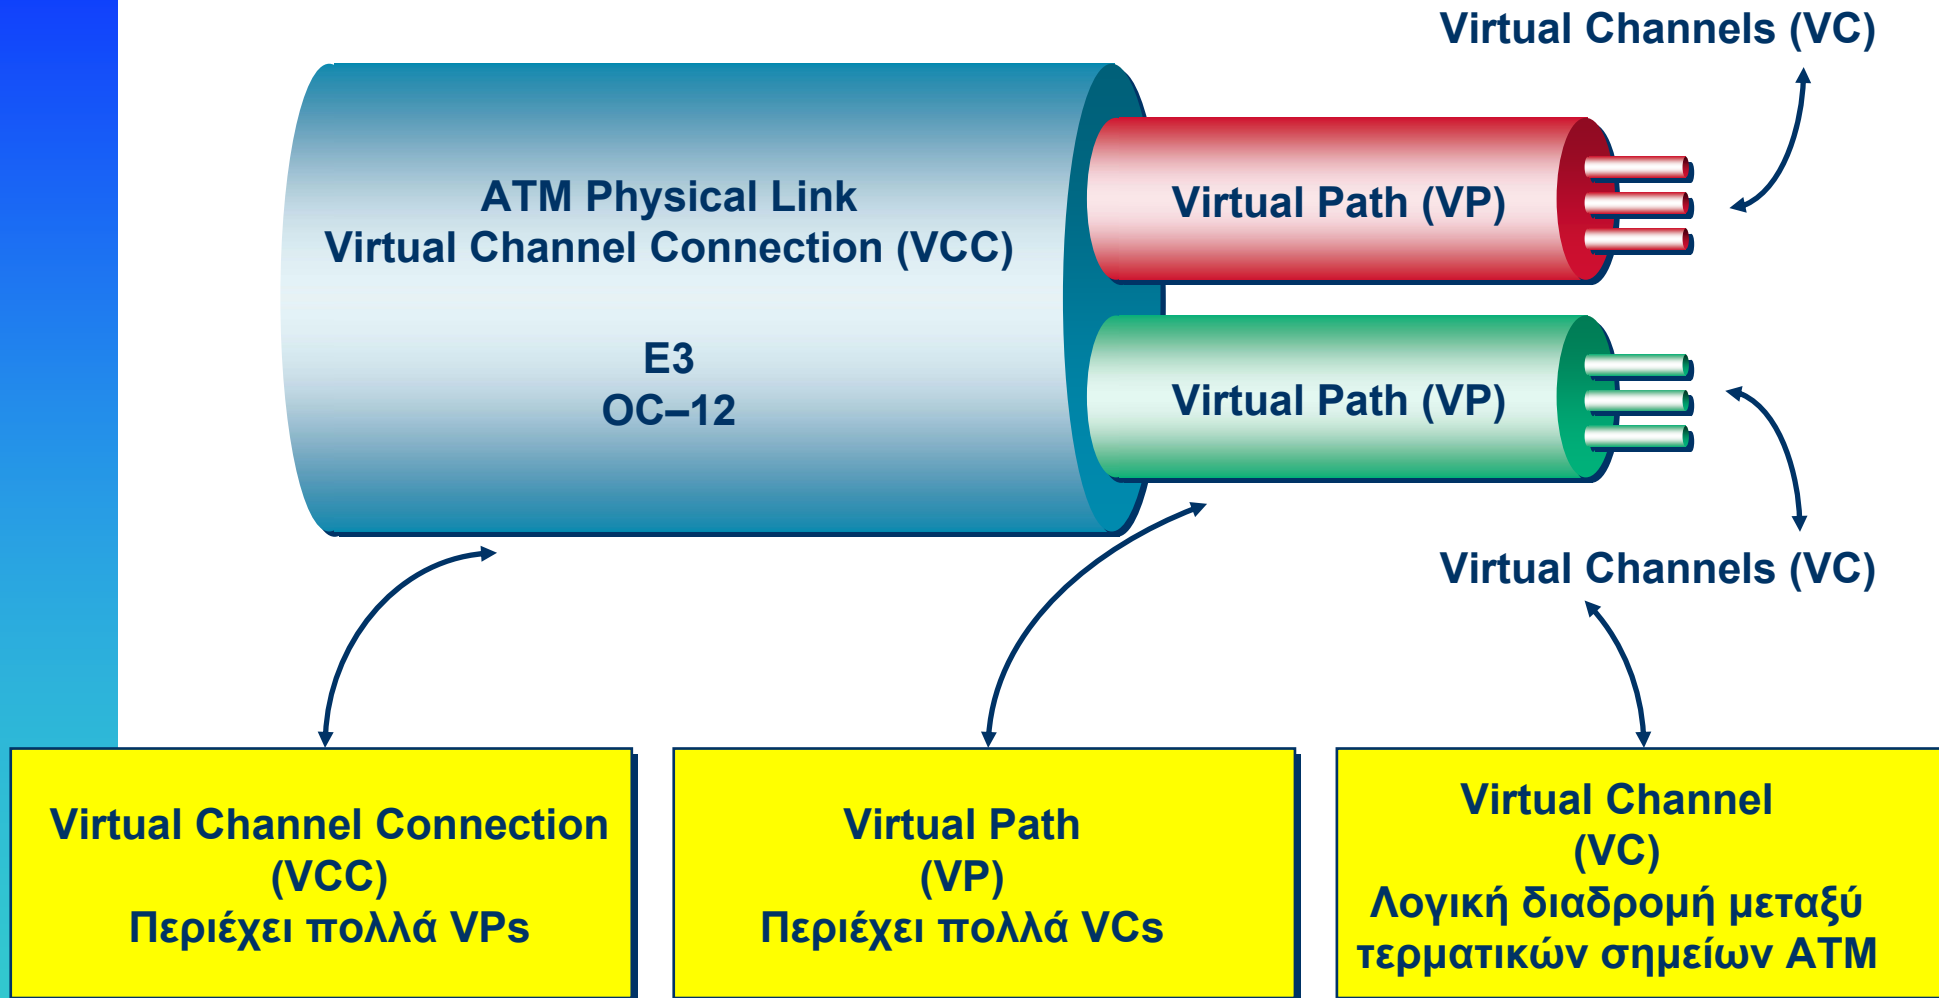 Virtual Channels (VC)
ATM Physical Link
Virtual Channel Connection (VCC)
E3
OC–12
Virtual Path (VP)
Virtual Path (VP)
Virtual Channels (VC)
Virtual Channel Connection
(VCC)
Περιέχει πολλά VPs
Virtual Path
(VP)
Περιέχει πολλά VCs
Virtual Channel
(VC)
Λογική διαδρομή μεταξύ
τερματικών σημείων ATM